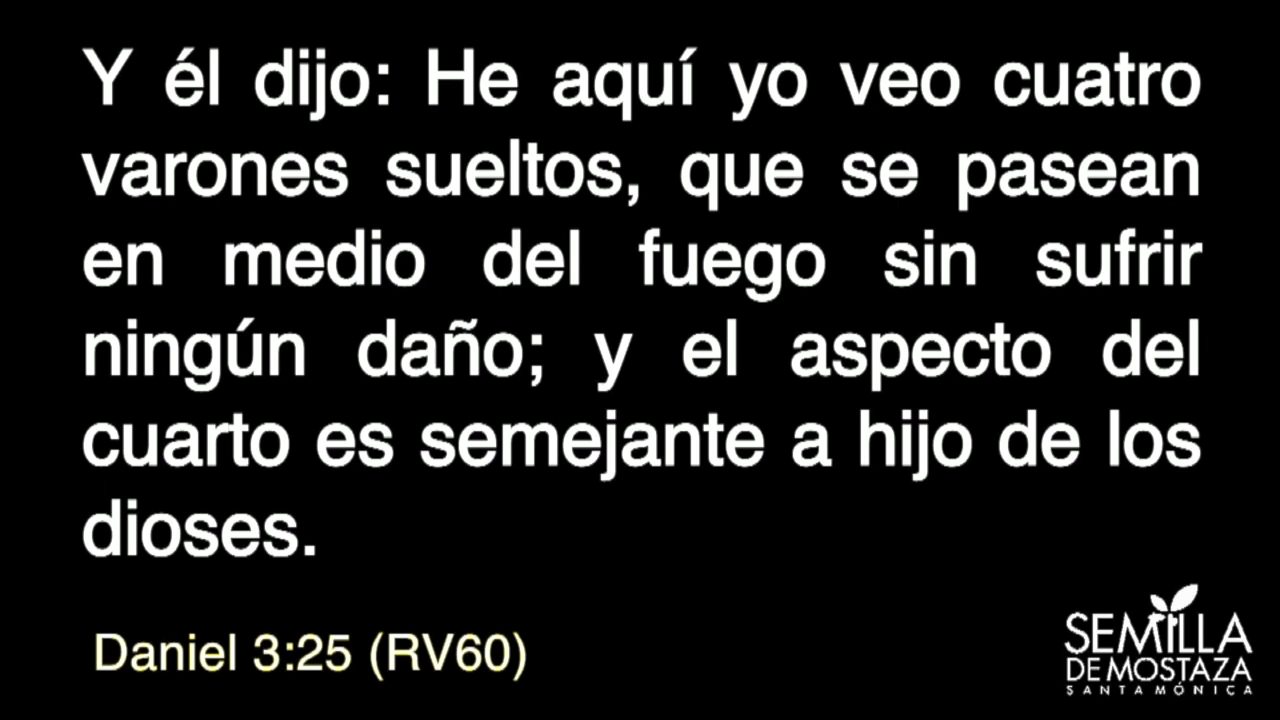 Y él dijo: He aquí yo veo cuatro
varones sueltos, que se pasean
en medio del fuego sin sufrir
ningún daño; y el aspecto del
cuarto es semejante a hijo de los
dioses.
Daniel 3:25 (RV60)
SEMILLA
DE MOSTAZA
SANTA MÓNICA